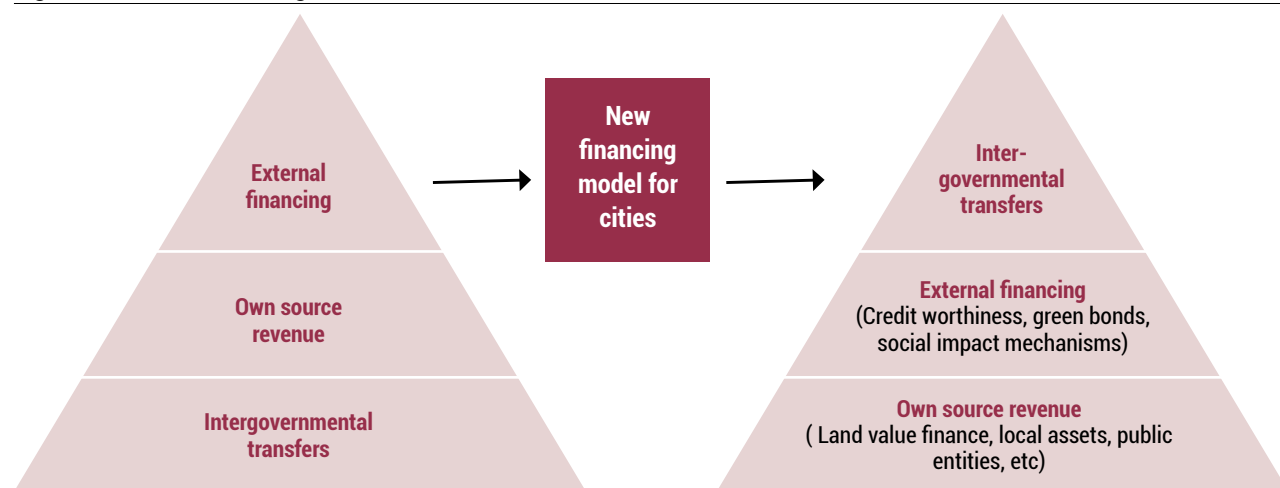 External
financing
Own source
revenue
Intergovernmental
transfers
New
financing
model for
cities
Inter-
governmental
transfers
External financing
(Credit worthiness, green bonds,
social impact mechanisms)
Own source revenue
( Land value finance, local assets, public
entities, etc)